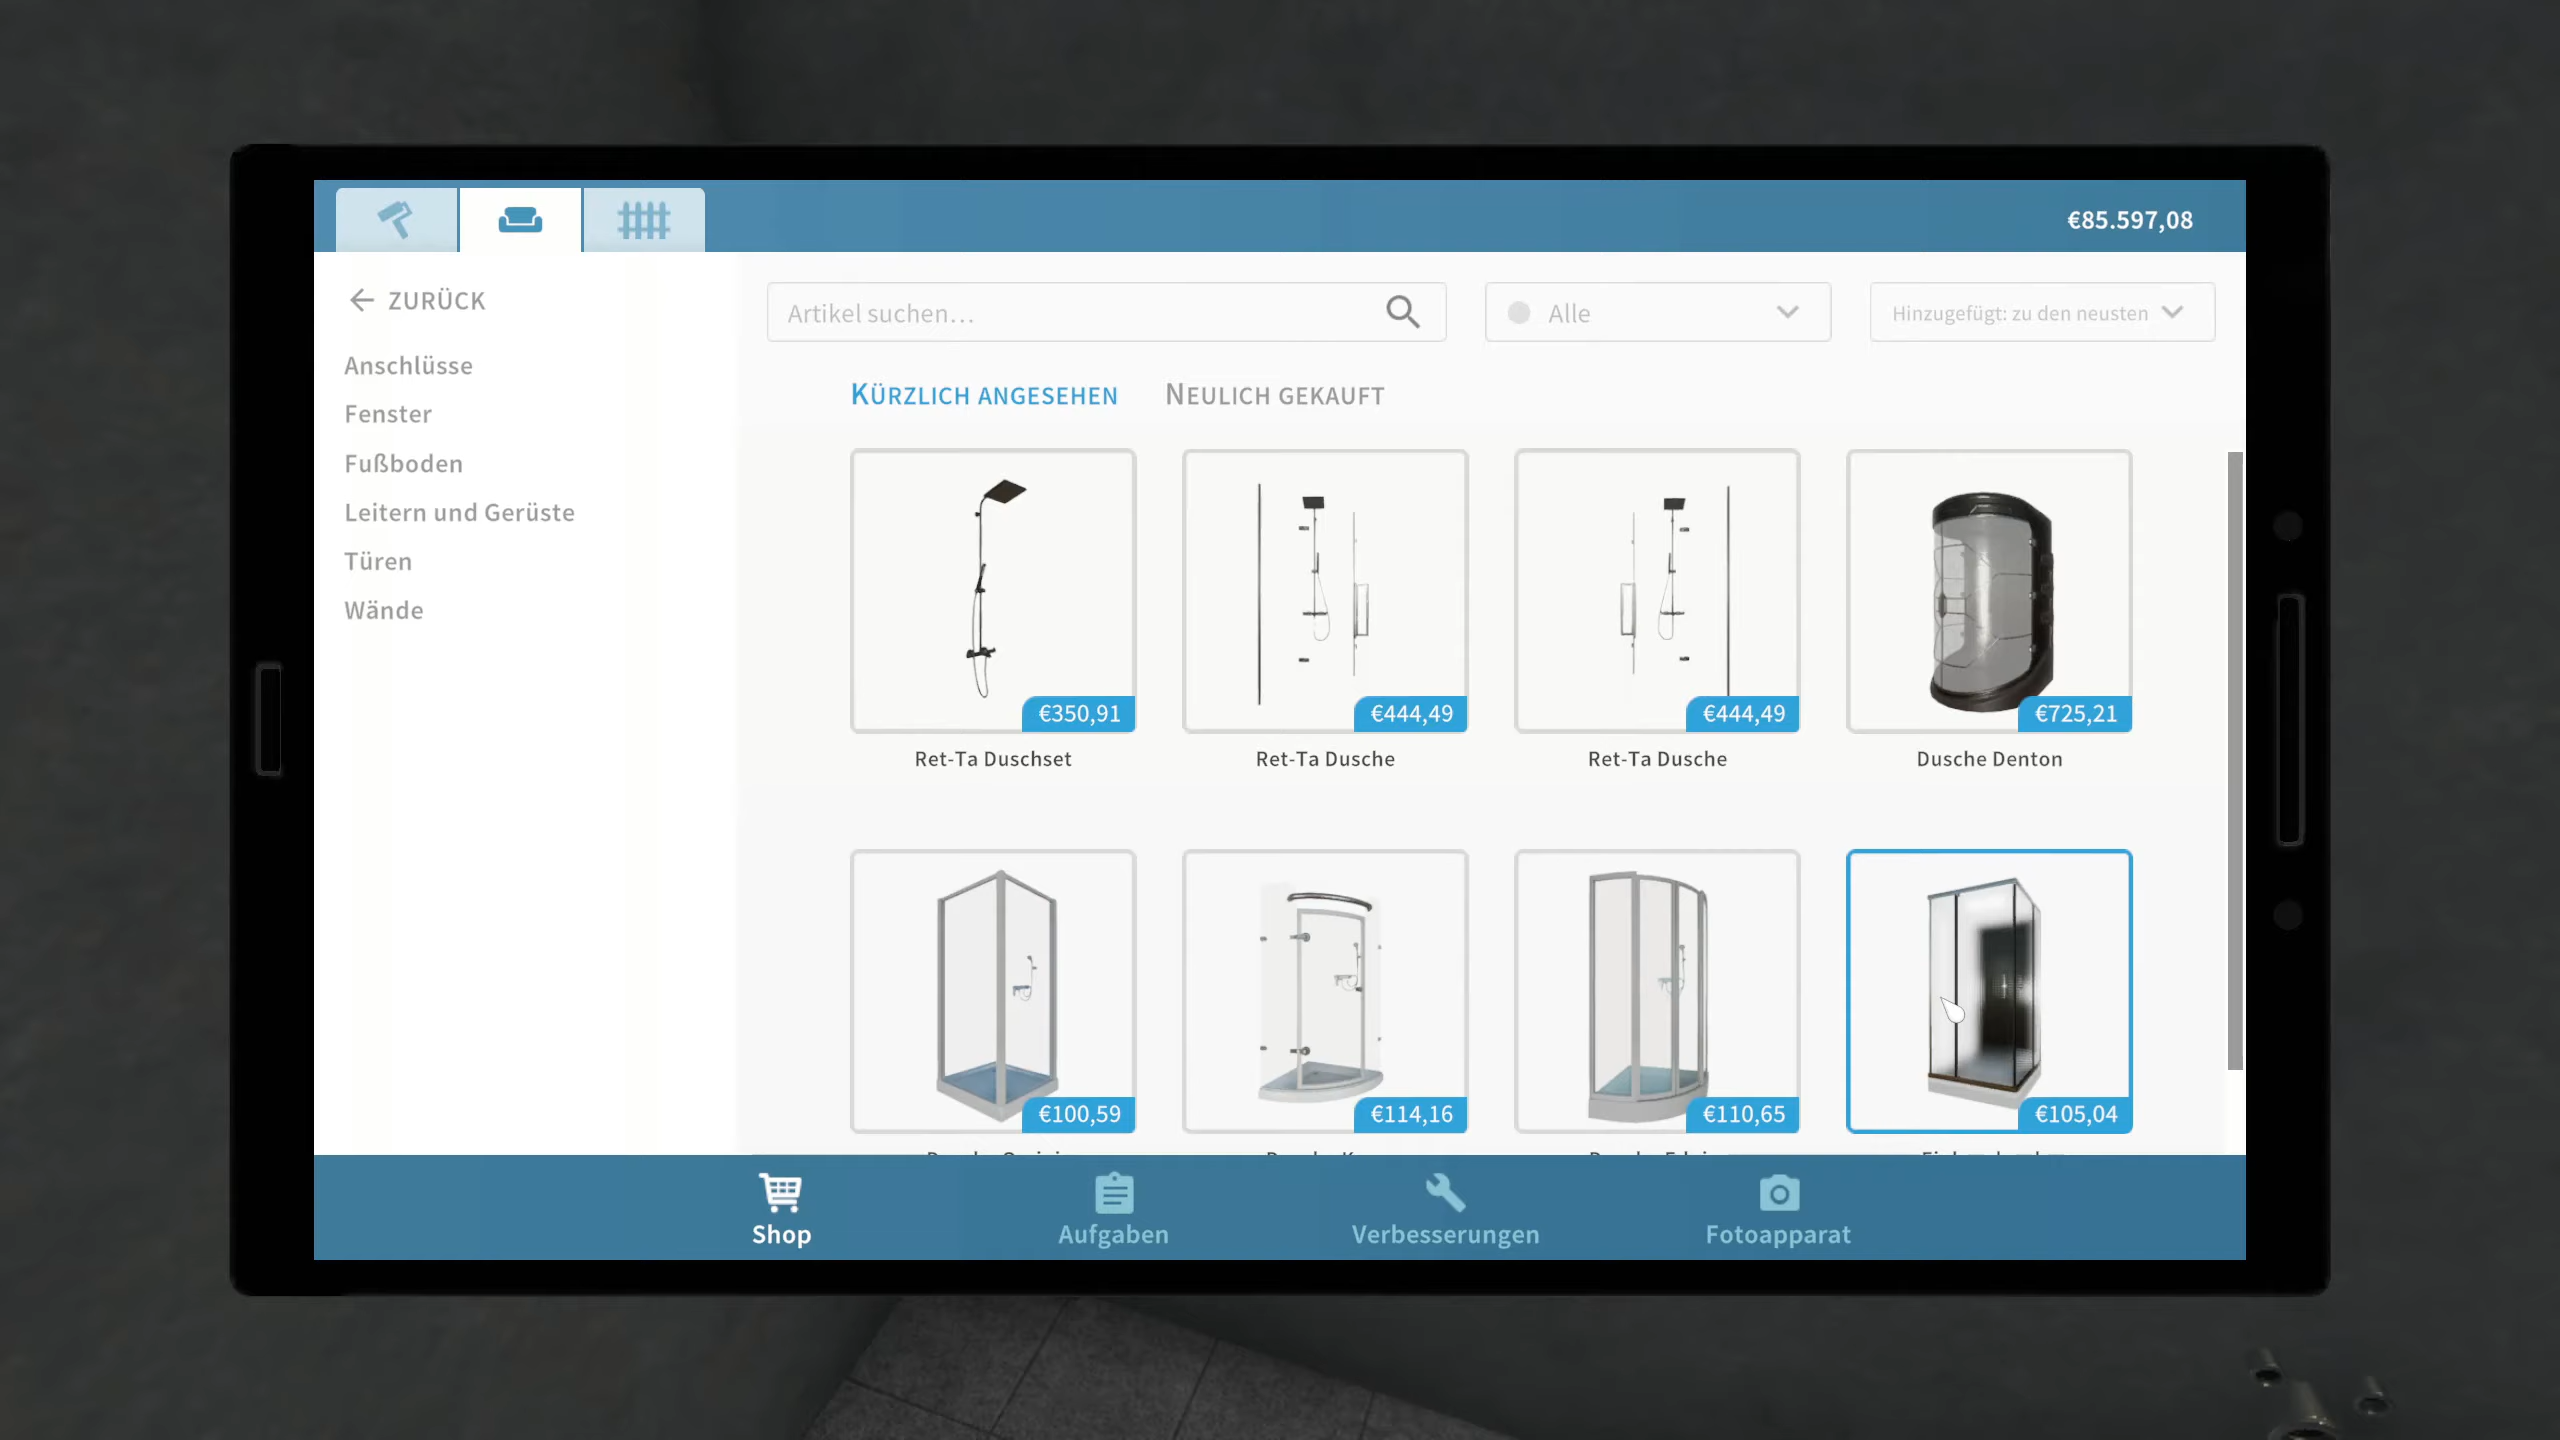 €85.597,08
ZURÜCK
Anschlüsse
Fenster
Fußboden
Leitern und Gerüste
Türen
Wände
Artikel suchen...
Alle
Hinzugefügt: zu den neusten
KÜRZLICH ANGESEHEN
NEULICH GEKAUFT
€350,91
€444,49
€444,49
€725,21
Ret-Ta Duschset
Ret-Ta Dusche
Ret-Ta Dusche
Dusche Denton
€100,59
€114,16
€110,65
€105,04
Shop
Aufgaben
Verbesserungen
Fotoapparat